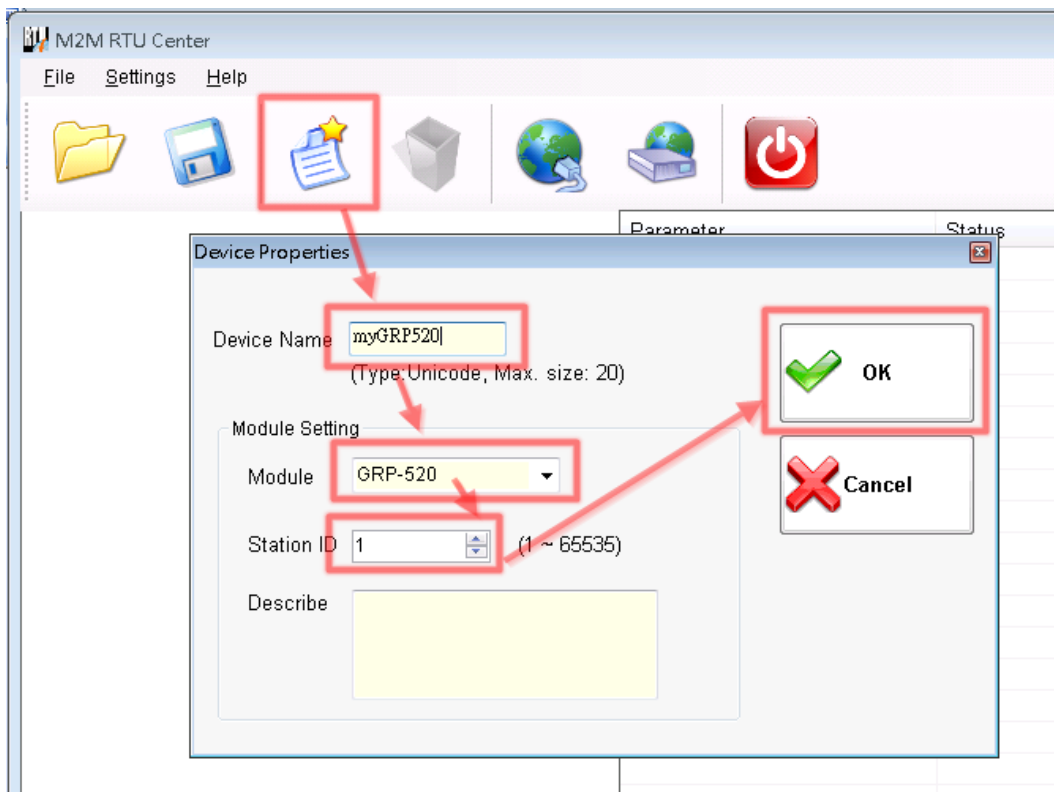 M2M RTU Center
File Settings Help
Parameter Status
Device Properties
Device Name myGRP520
(Type:Unicode, Max. size: 20)
OK
Module Setting
Module GRP-520
Cancel
Station ID 1 (1 ~ 65535)
Describe